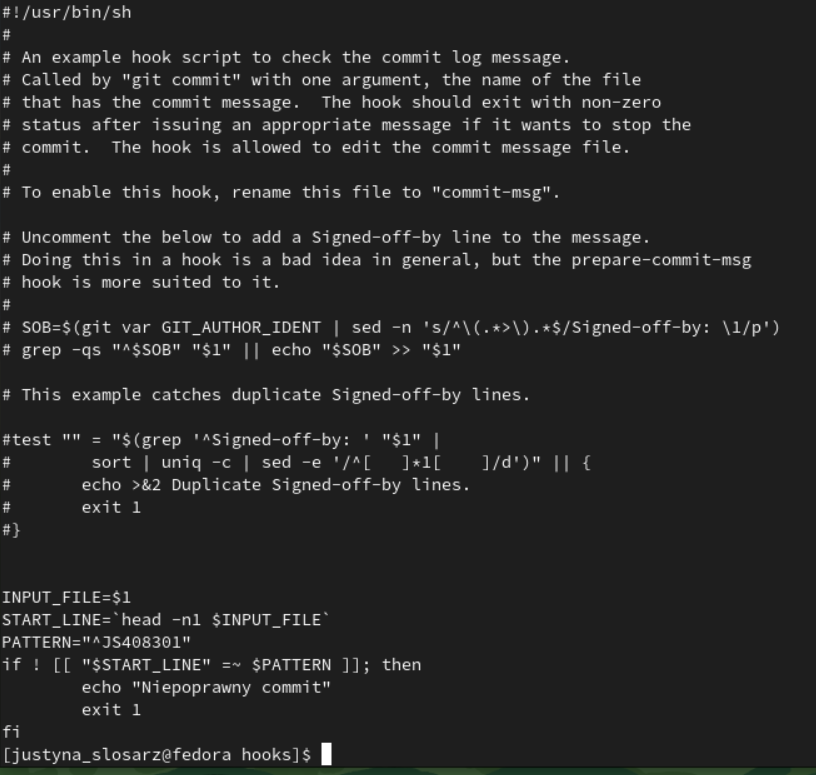 #!/usr/bin/sh
#
# An example hook script to check the commit log message.
# Called by "git commit" with one argument, the name of the file
# that has the commit message.  The hook should exit with non-zero
# status after issuing an appropriate message if it wants to stop the
# commit.  The hook is allowed to edit the commit message file.
#
# To enable this hook, rename this file to "commit-msg".

# Uncomment the below to add a Signed-off-by line to the message.
# Doing this in a hook is a bad idea in general, but the prepare-commit-msg
# hook is more suited to it.
#
# SOB=$(git var GIT_AUTHOR_IDENT | sed -n 's/^\(.*>\).*$/Signed-off-by: \1/p')
# grep -qs "^$SOB" "$1" || echo "$SOB" >> "$1"

# This example catches duplicate Signed-off-by lines.

#test "" = "$(grep '^Signed-off-by: ' "$1" |
#        sort | uniq -c | sed -e '/^[   ]*1[    ]/d')" || {
#       echo >&2 Duplicate Signed-off-by lines.
#       exit 1
#}


INPUT_FILE=$1
START_LINE=`head -n1 $INPUT_FILE`
PATTERN="^JS408301"
if ! [[ "$START_LINE" =~ $PATTERN ]]; then
        echo "Niepoprawny commit"
        exit 1
fi
[justyna_slosarz@fedora hooks]$